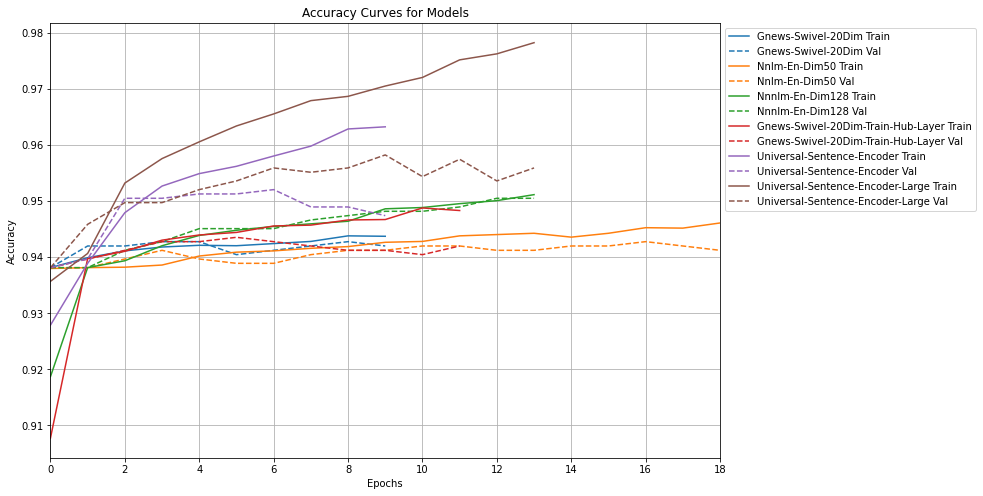 Accuracy Curves for Models
0.98
0.97
0.96
0.95
0.94
0.93
0.92
0.91
Accuracy
0 2 4 6 8 10 12 14 16 18
Epochs
Gnews-Swivel-20Dim Train
Gnews-Swivel-20Dim Val
Nnlm-En-Dim50 Train
Nnlm-En-Dim50 Val
Nnnlm-En-Dim128 Train
Nnnlm-En-Dim128 Val
Gnews-Swivel-20Dim-Train-Hub-Layer Train
Gnews-Swivel-20Dim-Train-Hub-Layer Val
Universal-Sentence-Encoder Train
Universal-Sentence-Encoder Val
Universal-Sentence-Encoder-Large Train
Universal-Sentence-Encoder-Large Val